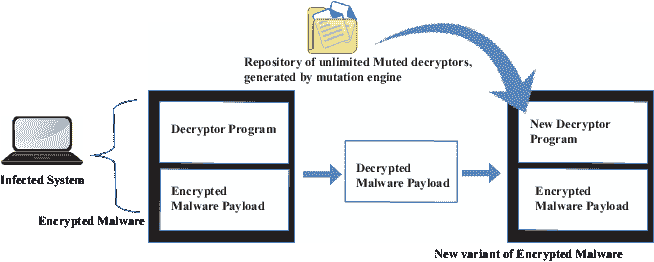 Repository of unlimited Muted decryptors,
generated by mutation engine
Decryptor Program
New Decryptor
Program
Infected System
Decrypted
Malware Payload
Encrypted
Malware Payload
Encrypted
Malware Payload
Encrypted Malware
New variant of Encrypted Malware